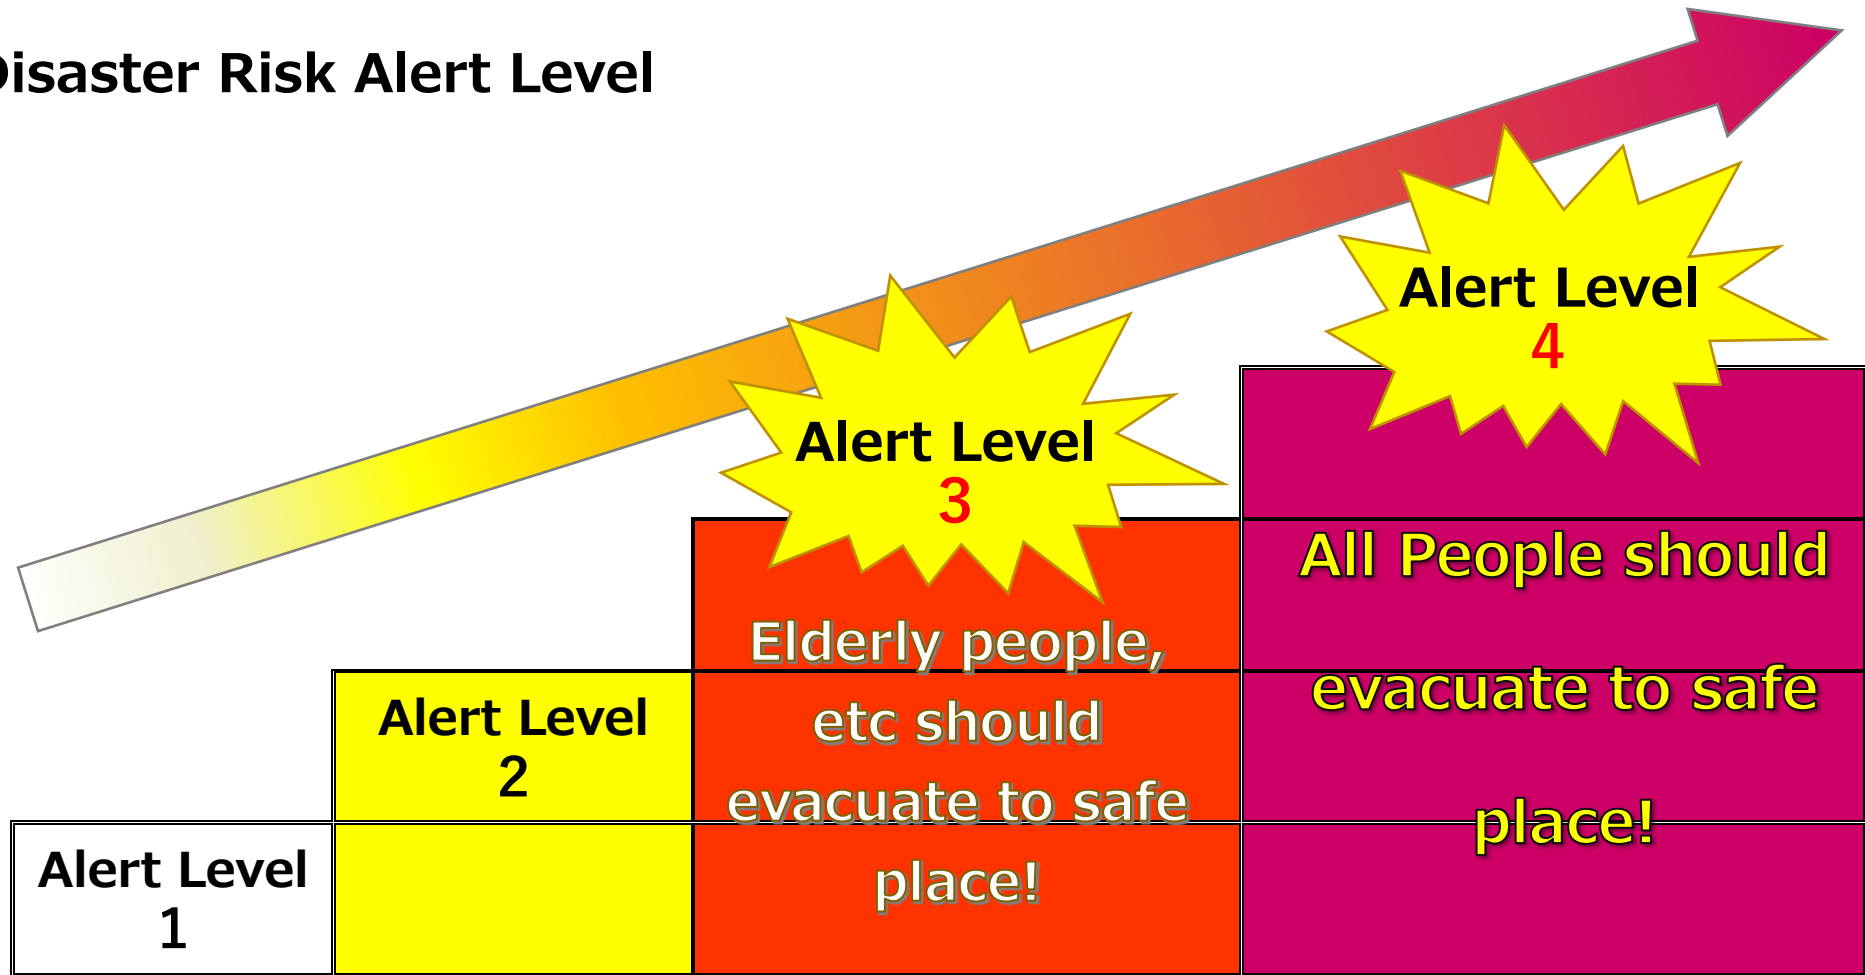 Disaster Risk Alert Level
Alert Level
4
Alert Level
3
All People should
evacuate to safe
place!
Elderly people,
etc should
evacuate to safe
place!
Alert Level
2
Alert Level
1